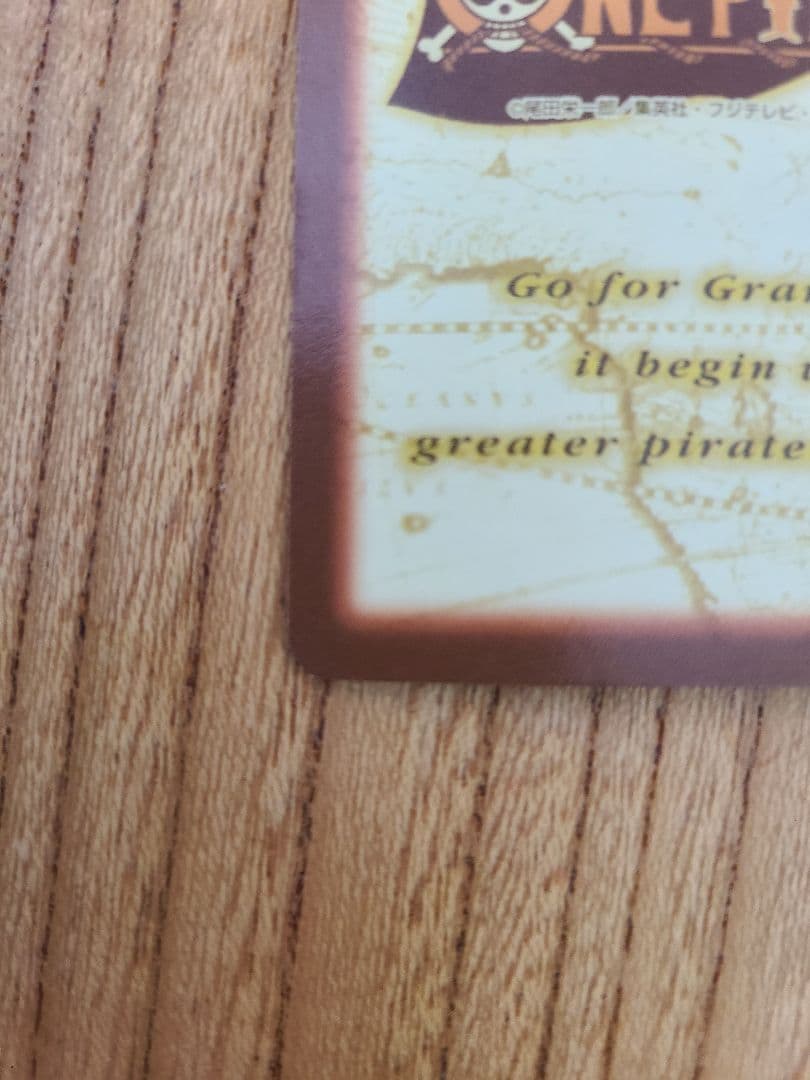 ONE PI
©尾田栄一郎／集英社・フジテレビ・
Go for Gran
it begin t
greater pirate